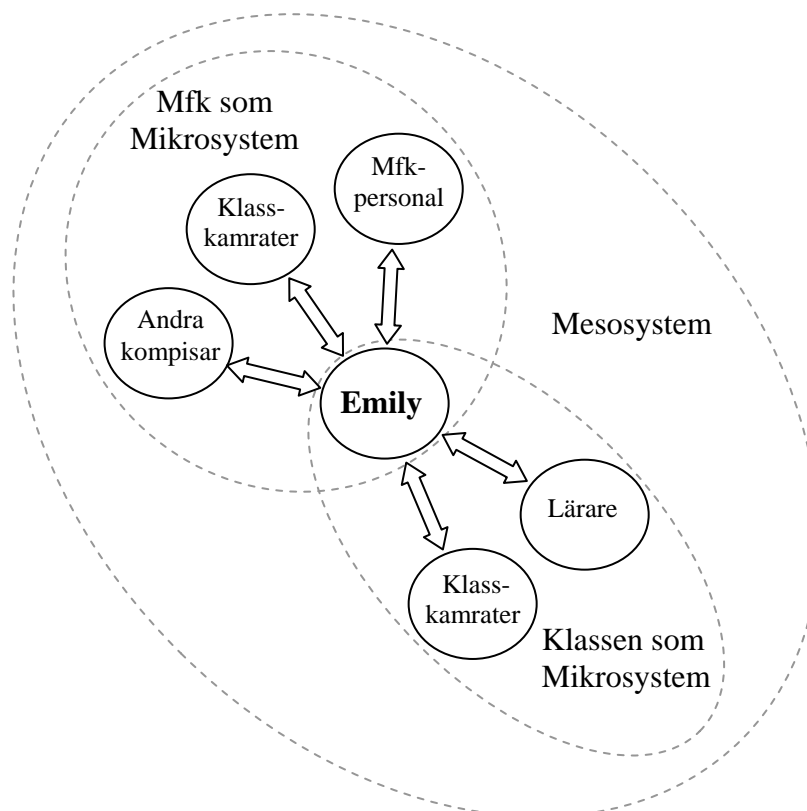 Mfk som
Mikrosystem
Mfk-
personal
Klass-
kamrater
Andra
kompisar
Mesosystem
Emily
Lärare
Klass-
kamrater
Klassen som
Mikrosystem